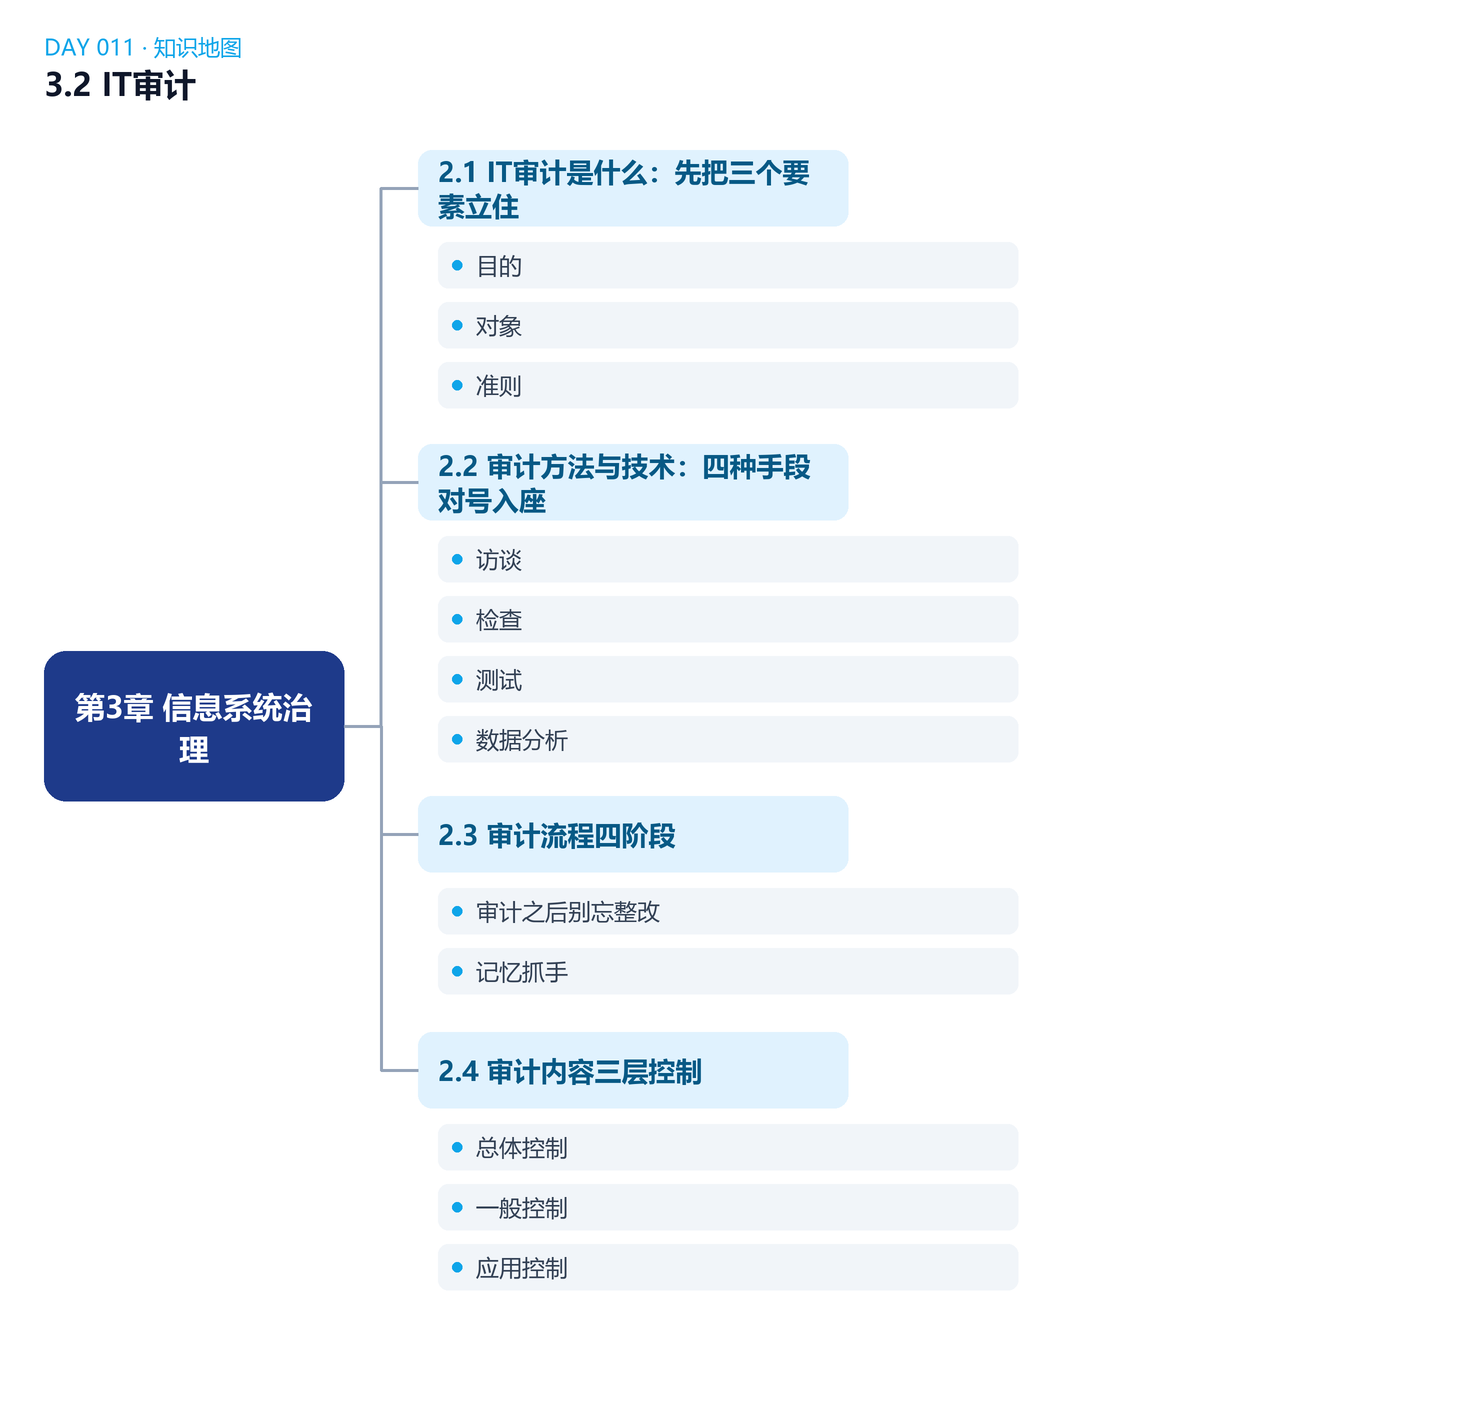 DAY 011 · 知识地图
3.2 IT审计
2.1 IT审计是什么：先把三个要
素立住
目的
对象
准则
2.2 审计方法与技术：四种手段
对号入座
访谈
检查
测试
数据分析
第3章 信息系统治
理
2.3 审计流程四阶段
审计之后别忘整改
记忆抓手
2.4 审计内容三层控制
总体控制
一般控制
应用控制